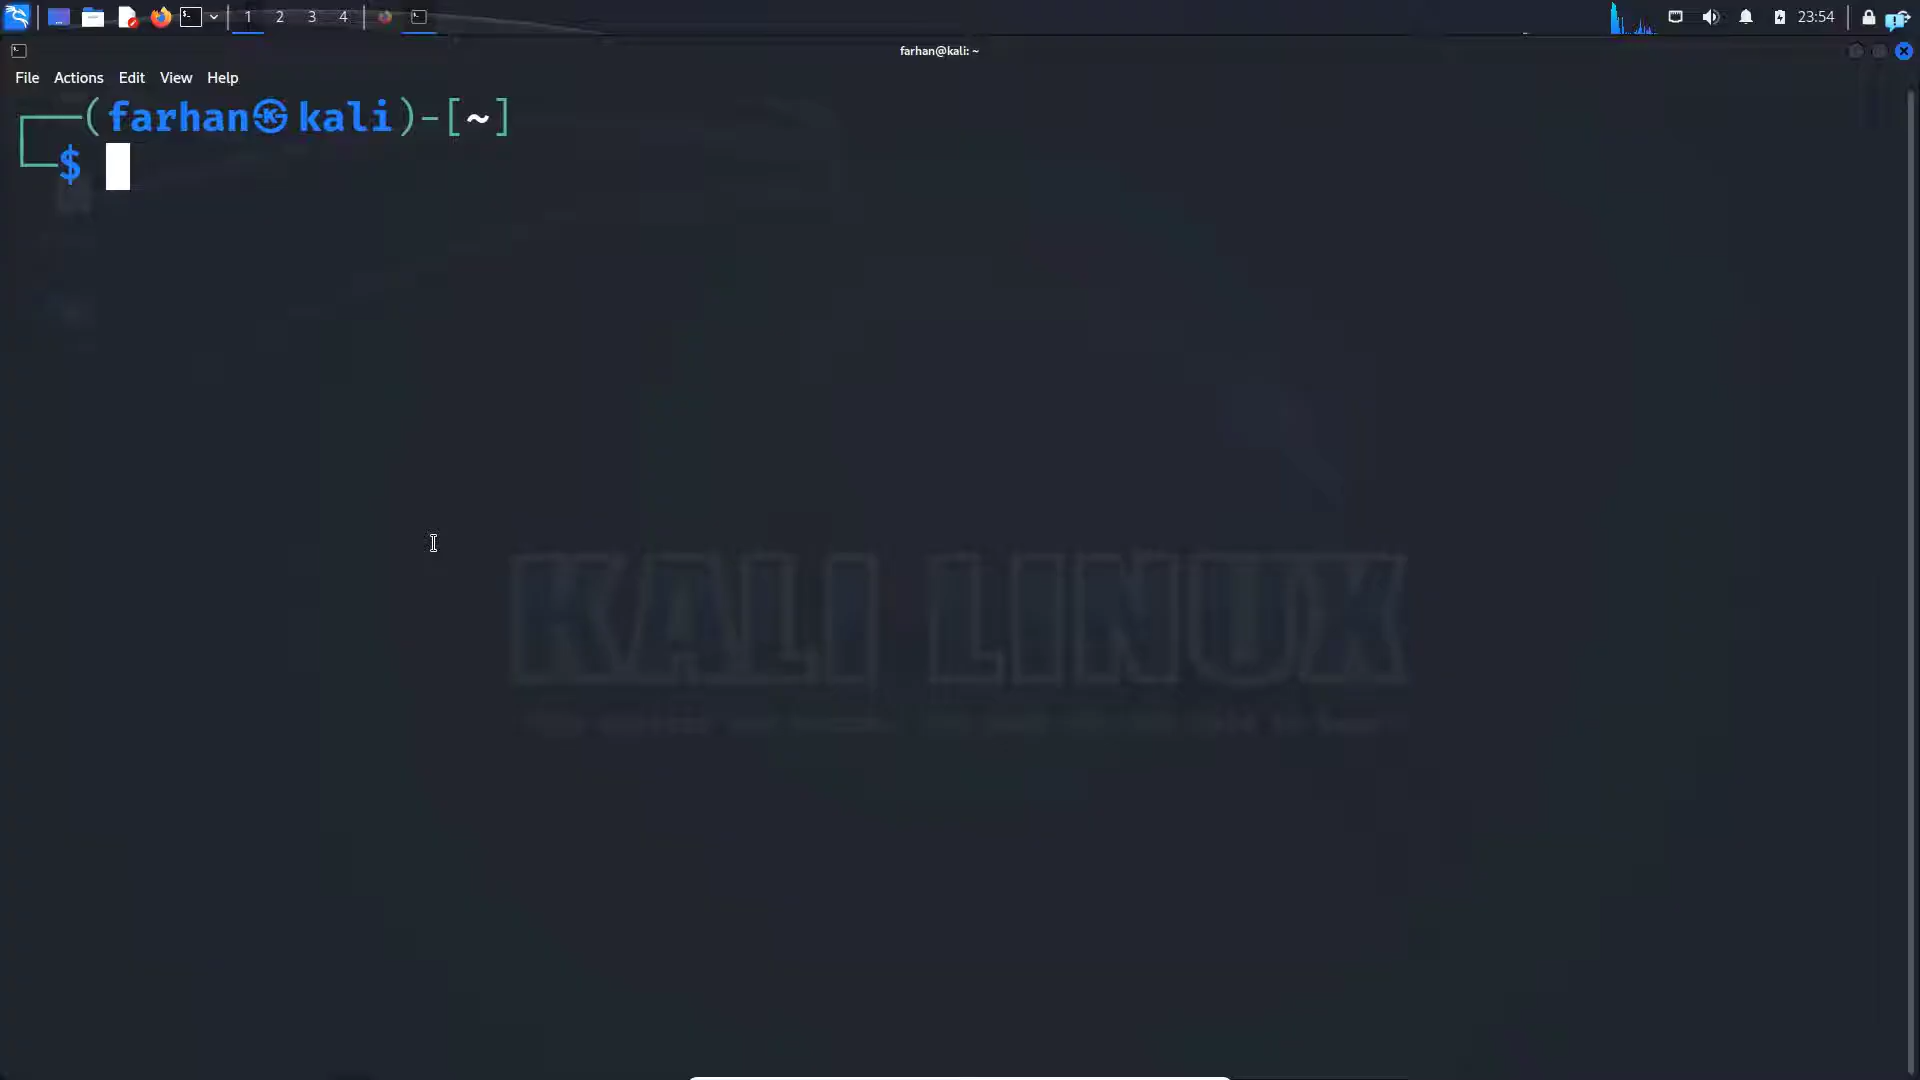 1 2 3 4 23:54
farhan@kali: ~
File Actions Edit View Help
┌──(farhan㉿kali)-[~]
└─$
KALI LINUX